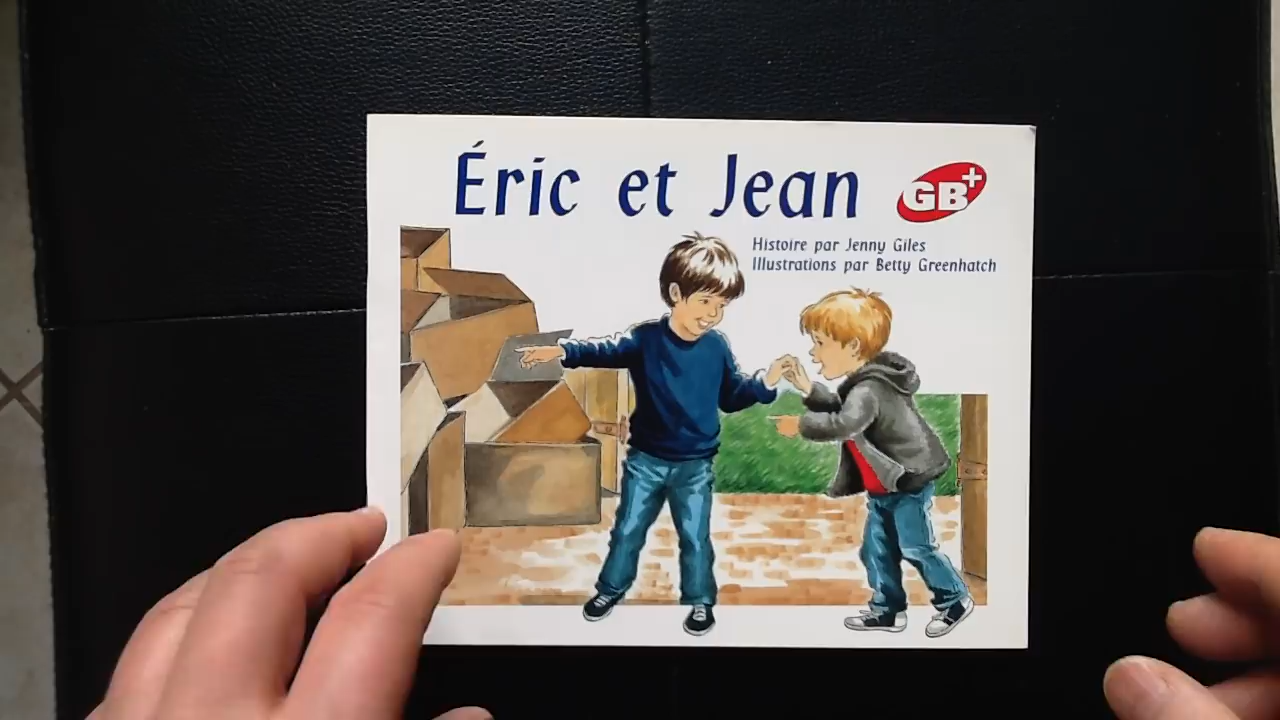 Éric et Jean
GB+
Histoire par Jenny Giles
Illustrations par Betty Greenhatch